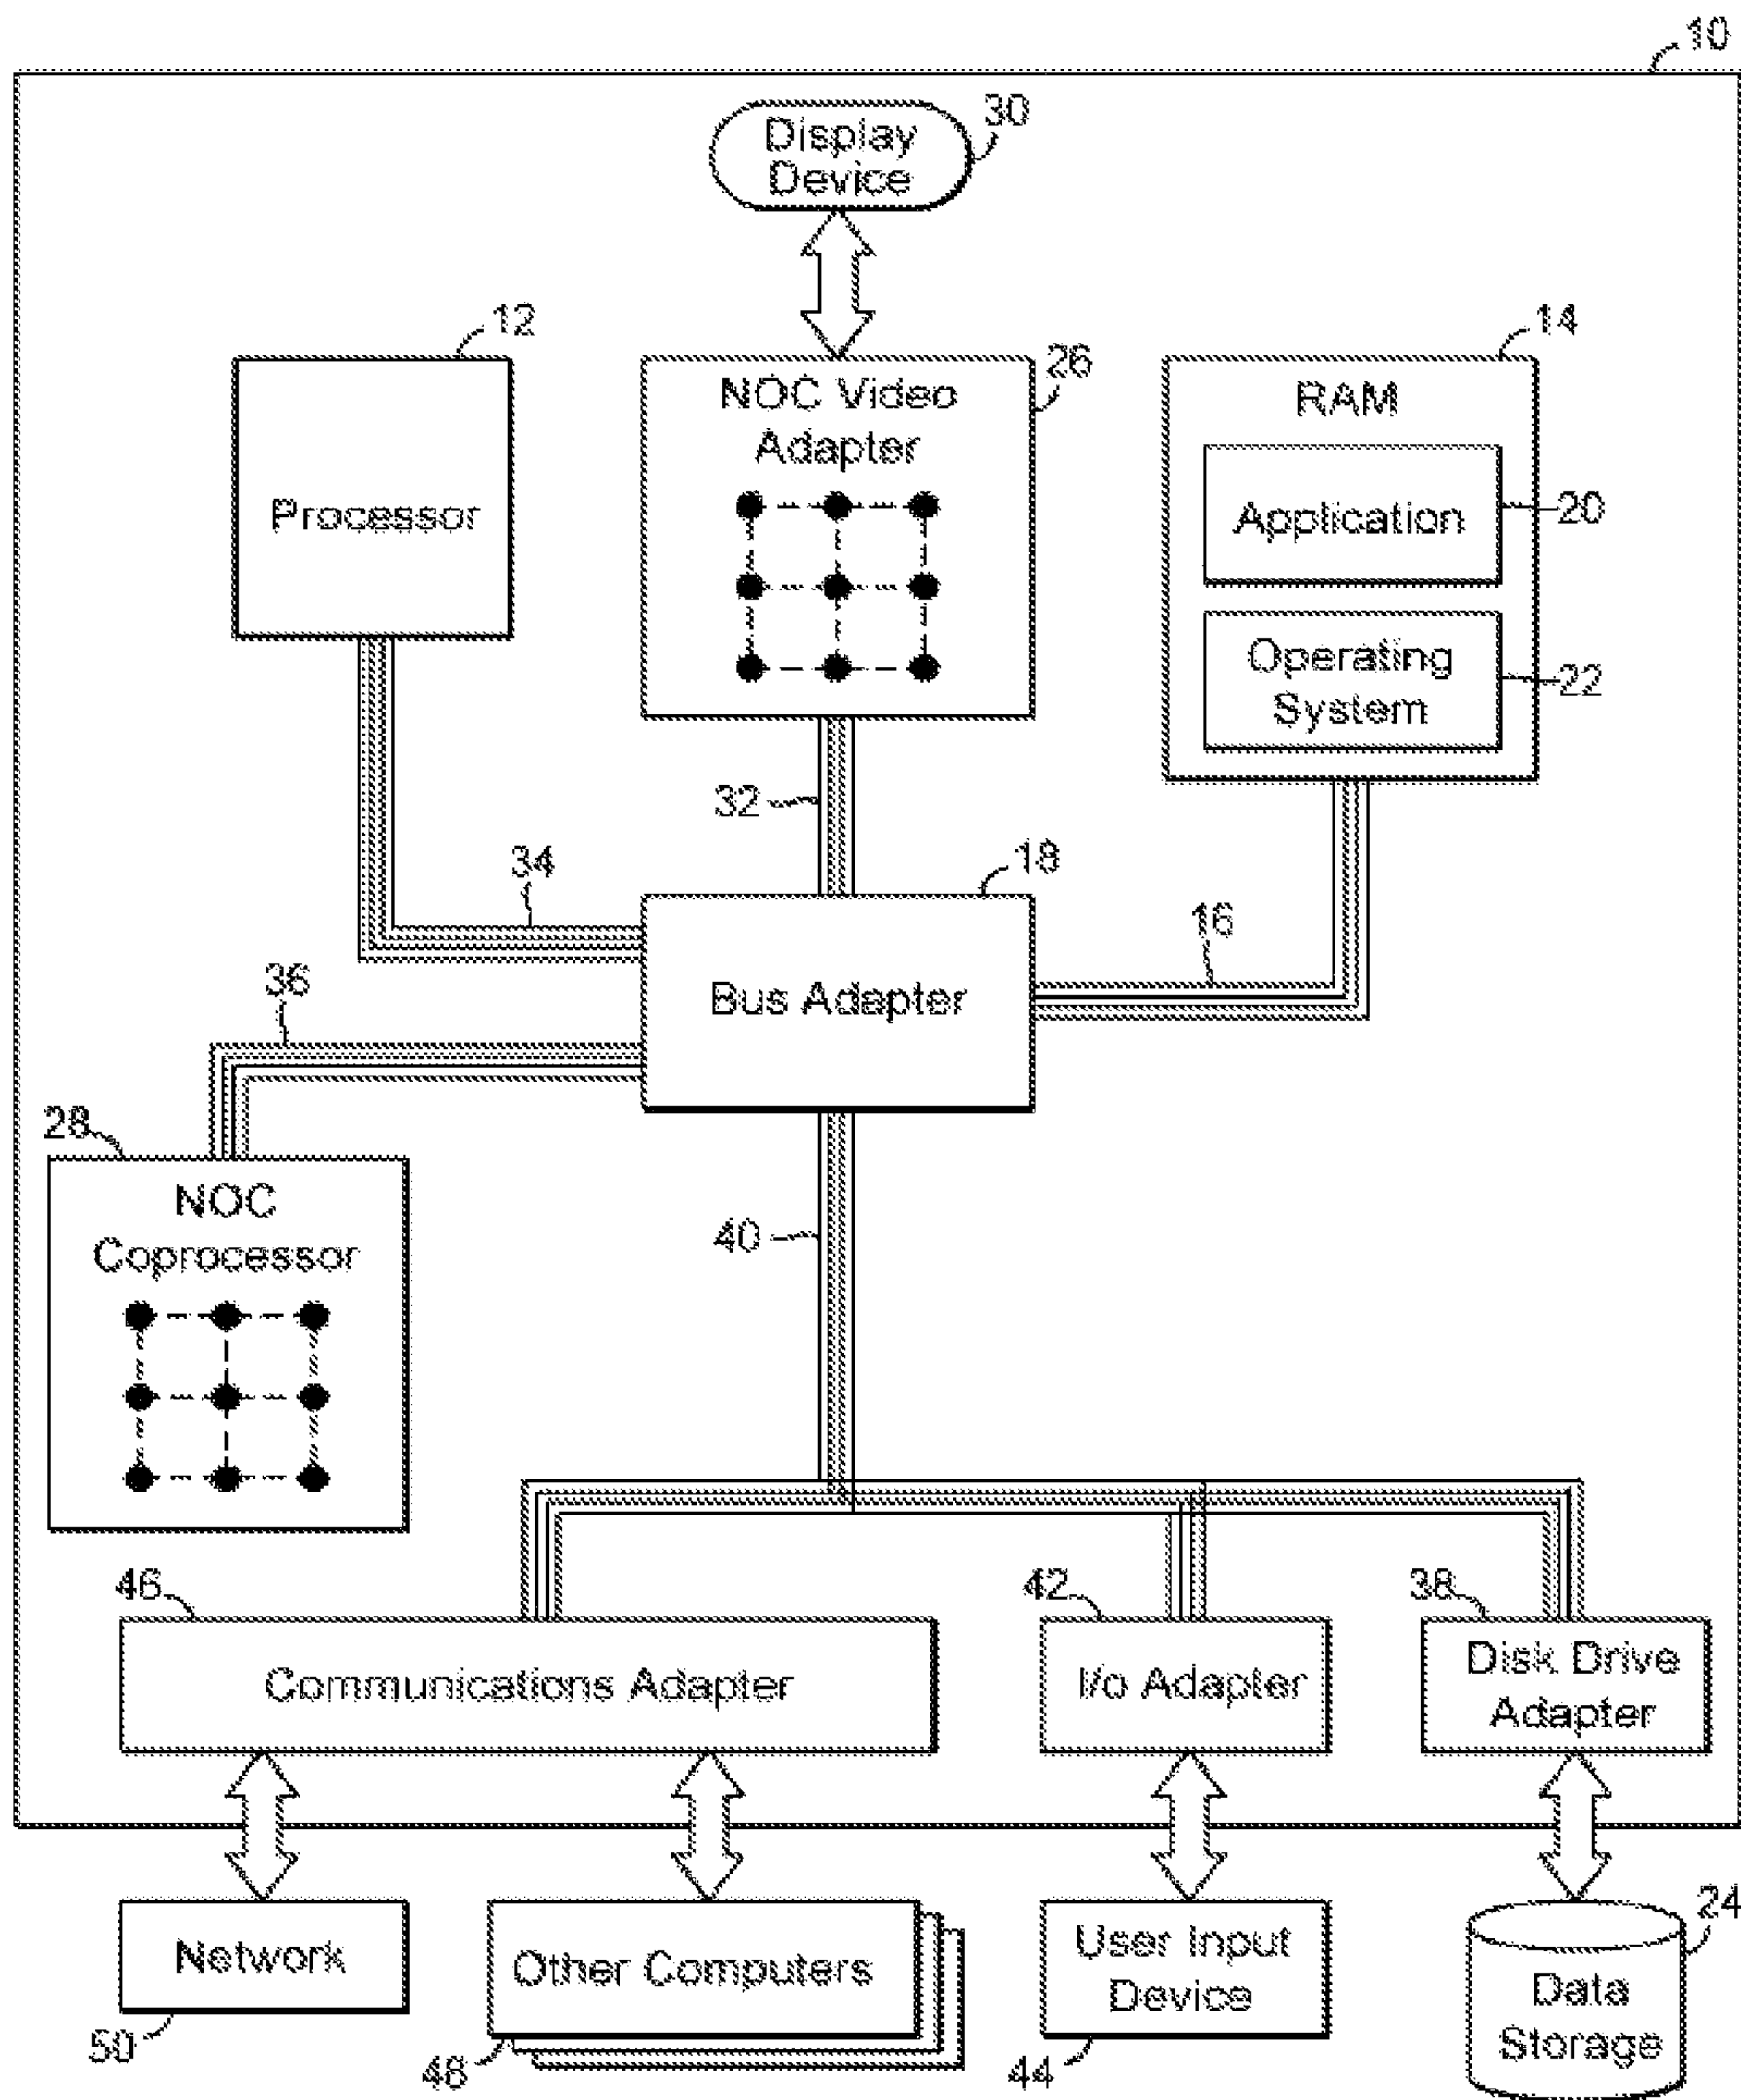 10
Display
Device
30
12
Processor
NOC Video
Adapter
26
14
RAM
Application
20
Operating
System
22
32
34
18
16
36
Bus Adapter
28
NOC
Coprocessor
40
46
Communications Adapter
42
I/o Adapter
38
Disk Drive
Adapter
Network
50
Other Computers
48
User Input
Device
44
24
Data
Storage